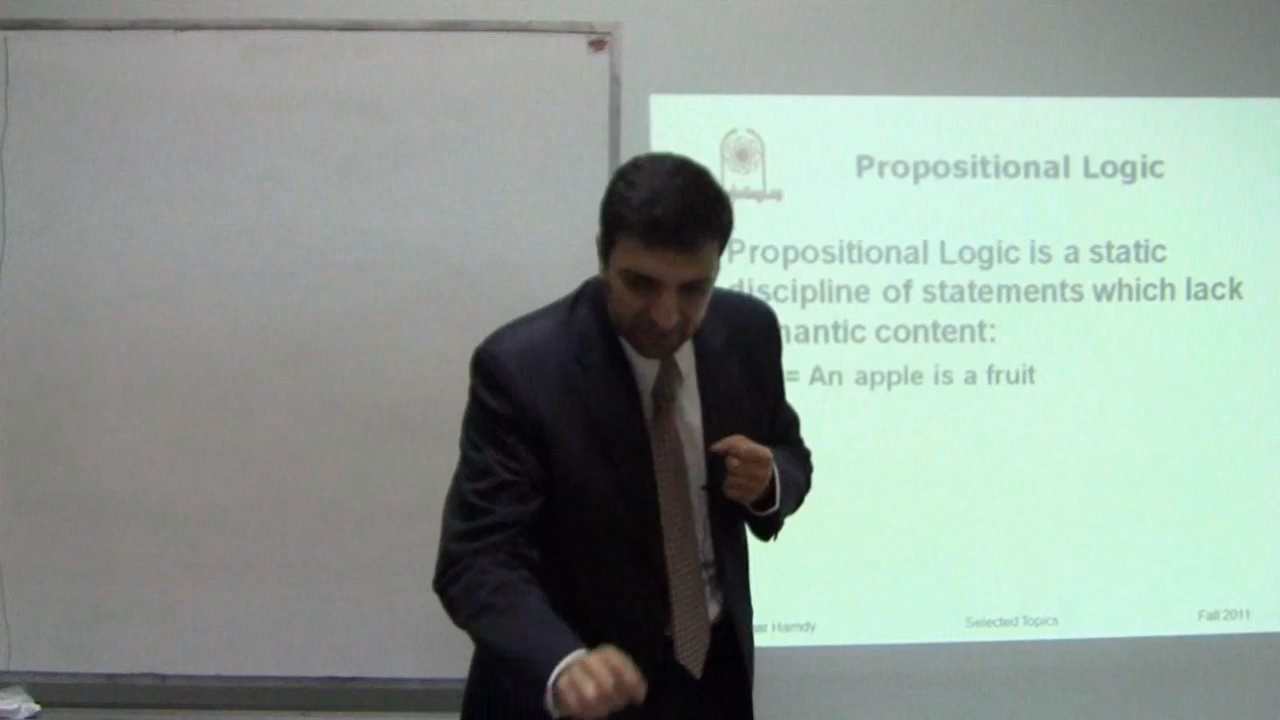 Propositional Logic
Propositional Logic is a static
discipline of statements which lack
mantic content:
= An apple is a fruit
Hamdy
Selected Topics
Fall 2011